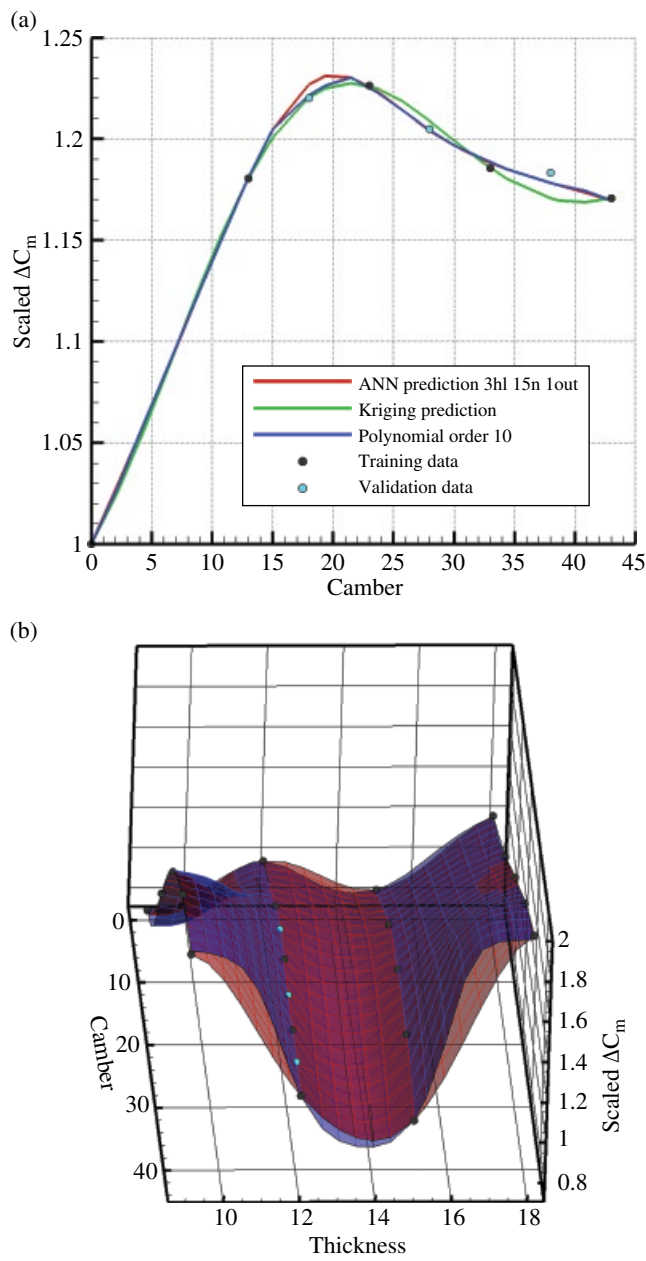 (a)
1.25
1.2
1.15
1.1
1.05
1
Scaled ΔCm
ANN prediction 3hl 15n 1out
Kriging prediction
Polynomial order 10
Training data
Validation data
0 5 10 15 20 25 30 35 40 45
Camber
(b)
0
10
20
30
40
Camber
2
1.8
1.6
1.4
1.2
1
0.8
Scaled ΔCm
10 12 14 16 18
Thickness